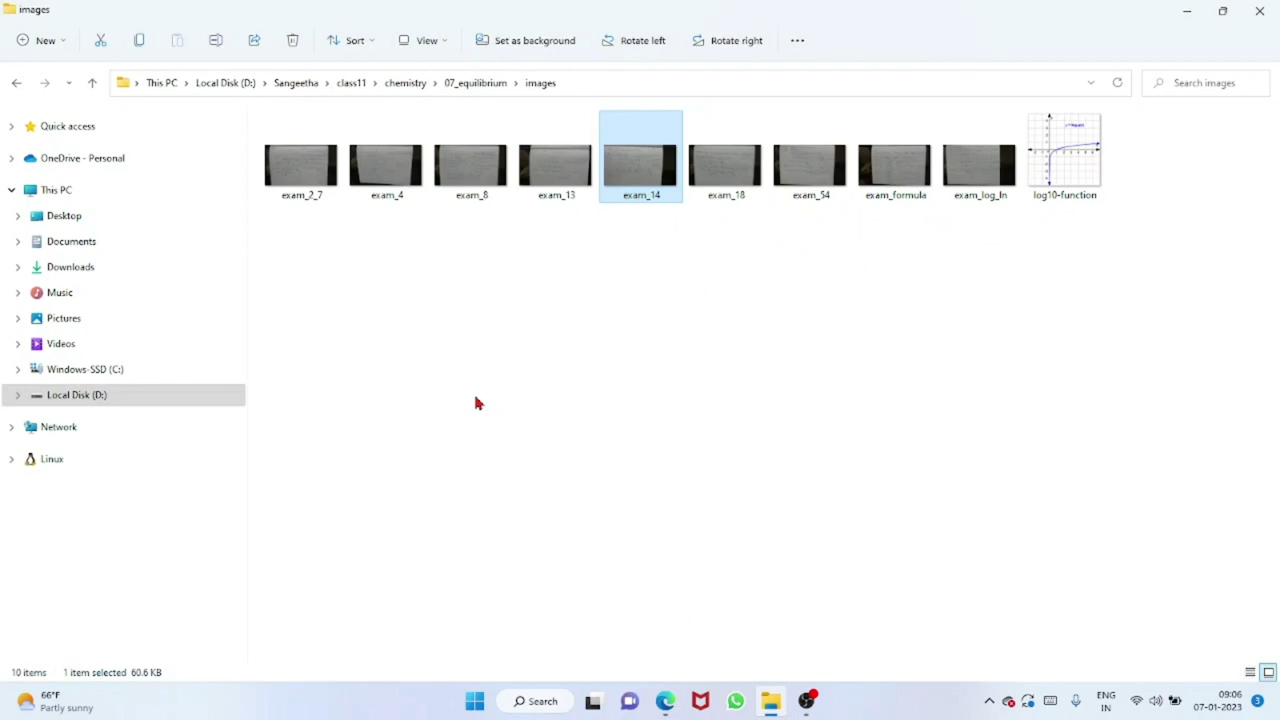 images
New
Sort
View
Set as background
Rotate left
Rotate right
This PC > Local Disk (D:) > Sangeetha > class11 > chemistry > 07_equilibrium > images
Search images
Quick access
OneDrive - Personal
This PC
Desktop
Documents
Downloads
Music
Pictures
Videos
Windows-SSD (C:)
Local Disk (D:)
Network
Linux
exam_2_7
exam_4
exam_8
exam_13
exam_14
exam_18
exam_54
exam_formula
exam_log_ln
log10-function
10 items
1 item selected 60.6 KB
66°F
Partly sunny
Search
ENG
IN
09:06
07-01-2023
3